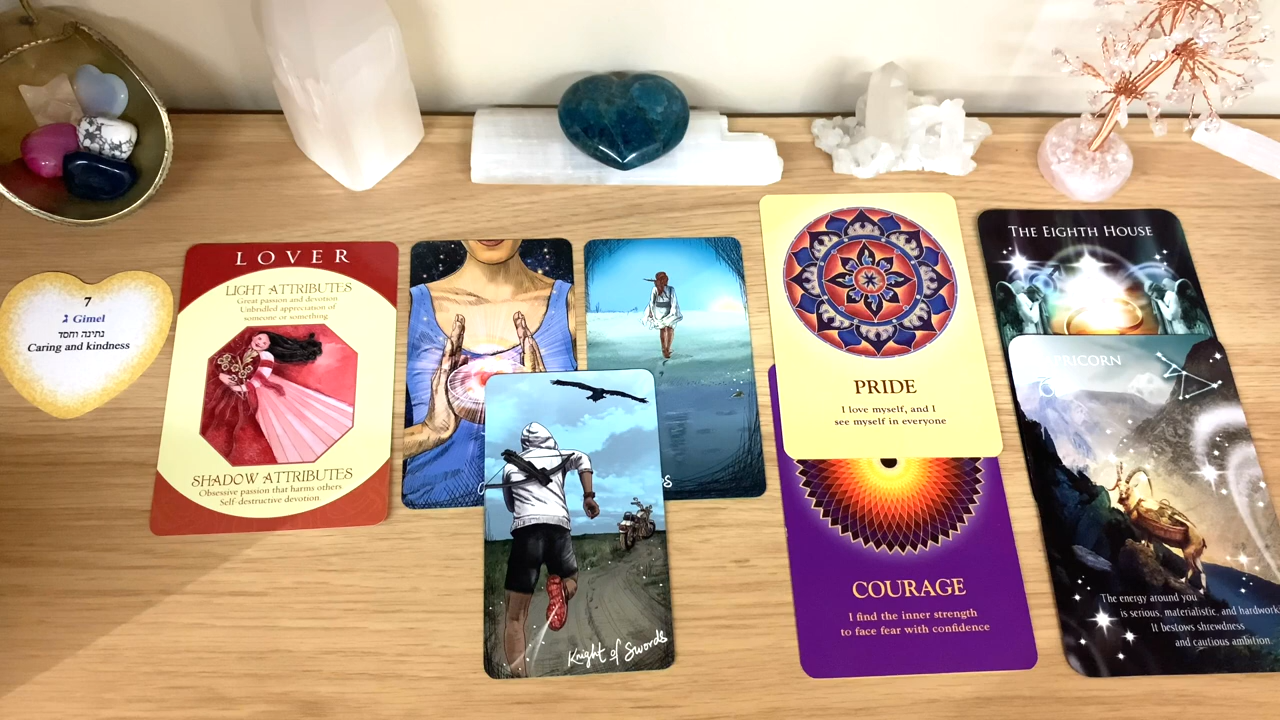 7
ג Gimel
נתינה וחסד
Caring and kindness
LOVER
LIGHT ATTRIBUTES
Great passion and devotion
Unbridled appreciation of
someone or something
SHADOW ATTRIBUTES
Obsessive passion that harms others
Self destructive devotion
Knight of Swords
PRIDE
I love myself, and I
see myself in everyone
COURAGE
I find the inner strength
to face fear with confidence
THE EIGHTH HOUSE
PRICORN
The energy around you
is serious, materialistic, and hardwork
It bestows shrewdness
and cautious ambition.